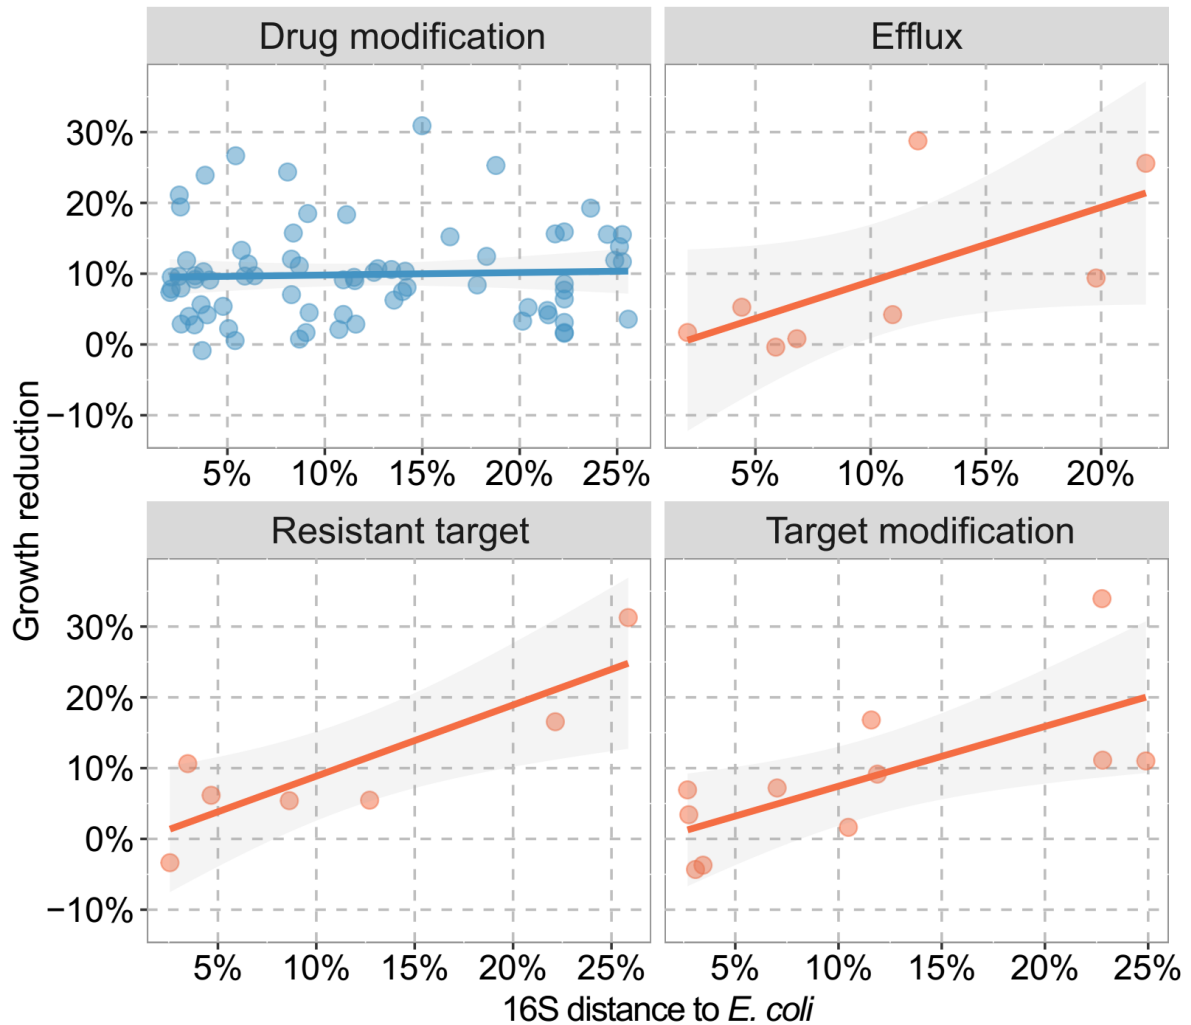 Drug modification
Efflux
30%
20%
10%
0%
−10%
5% 10% 15% 20% 25%
5% 10% 15% 20%
Growth reduction
Resistant target
Target modification
30%
20%
10%
0%
−10%
5% 10% 15% 20% 25%
5% 10% 15% 20% 25%
16S distance to E. coli